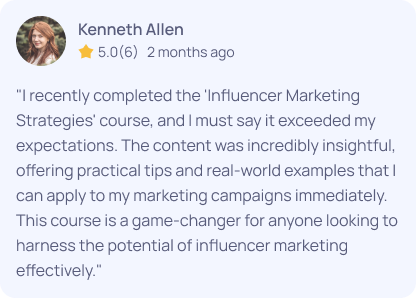 Kenneth Allen
5.0(6) 2 months ago
"I recently completed the 'Influencer Marketing
Strategies' course, and I must say it exceeded my
expectations. The content was incredibly insightful,
offering practical tips and real-world examples that I
can apply to my marketing campaigns immediately.
This course is a game-changer for anyone looking to
harness the potential of influencer marketing
effectively."